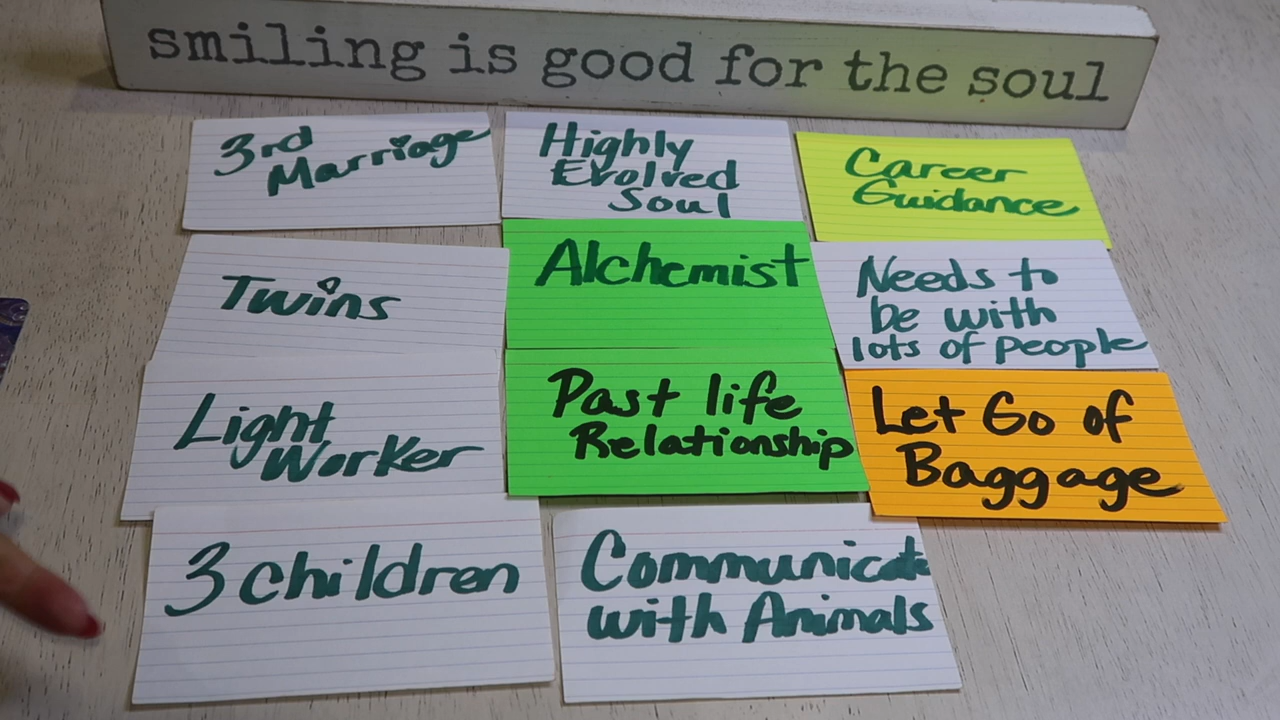 smiling is good for the soul
3rd
Marriage
Highly
Evolved
Soul
Career
Guidance
Twins
Alchemist
Needs to
be with
lots of people
Light
Worker
Past life
Relationship
Let Go of
Baggage
3 children
Communicate
with Animals